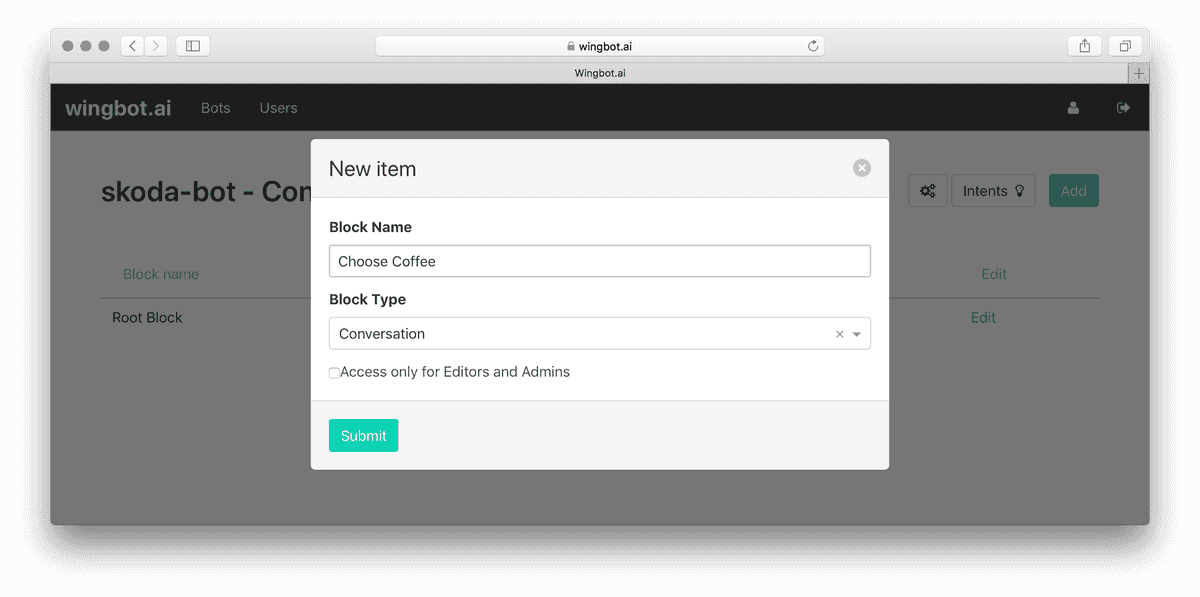 wingbot.ai
Wingbot.ai
wingbot.ai Bots Users
New item
skoda-bot - Con
Intents Add
Block Name
Choose Coffee
Block name
Edit
Block Type
Root Block
Edit
Conversation
Access only for Editors and Admins
Submit